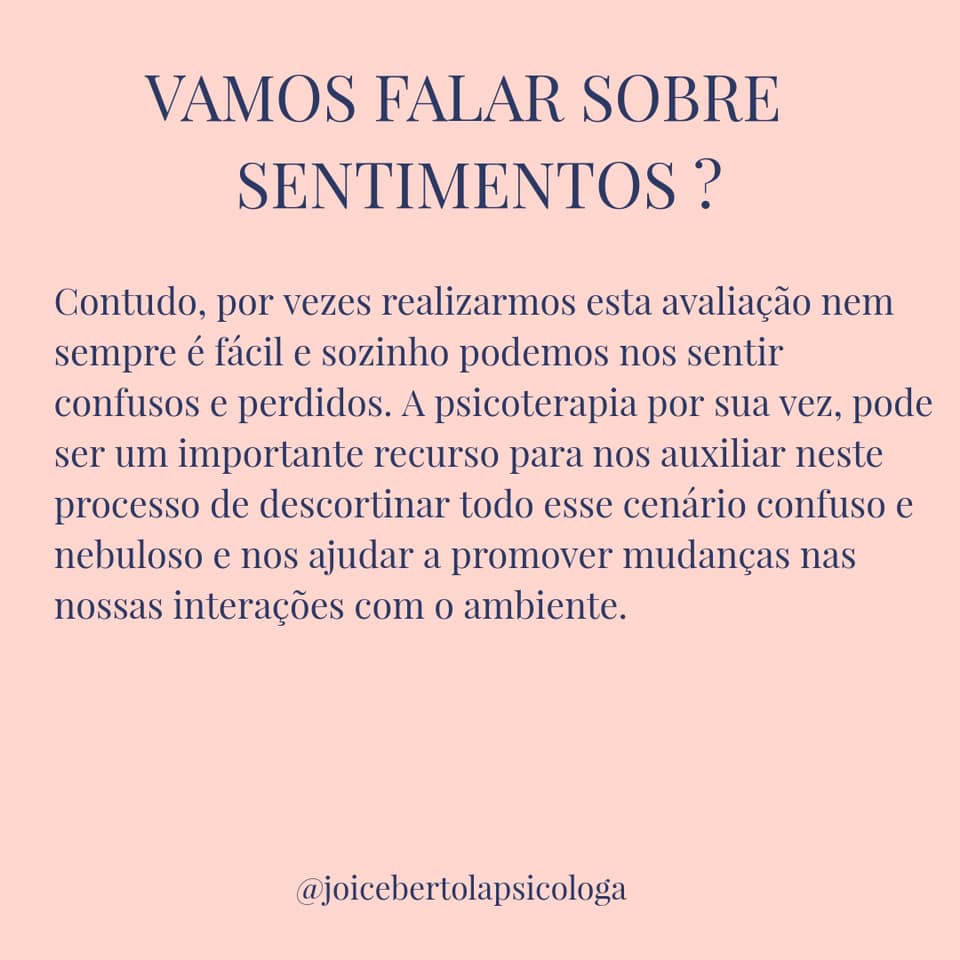 VAMOS FALAR SOBRE
SENTIMENTOS ?
Contudo, por vezes realizarmos esta avaliação nem
sempre é fácil e sozinho podemos nos sentir
confusos e perdidos. A psicoterapia por sua vez, pode
ser um importante recurso para nos auxiliar neste
processo de descortinar todo esse cenário confuso e
nebuloso e nos ajudar a promover mudanças nas
nossas interações com o ambiente.
@joicebertolapsicologa